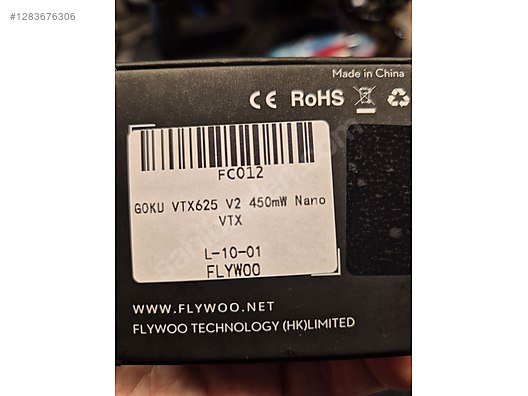 #1283676306
Made in China
CE RoHS
FC012
GOKU VTX625 V2 450mW Nano
VTX
L-10-01
FLYWOO
WWW.FLYWOO.NET
FLYWOO TECHNOLOGY (HK)LIMITED